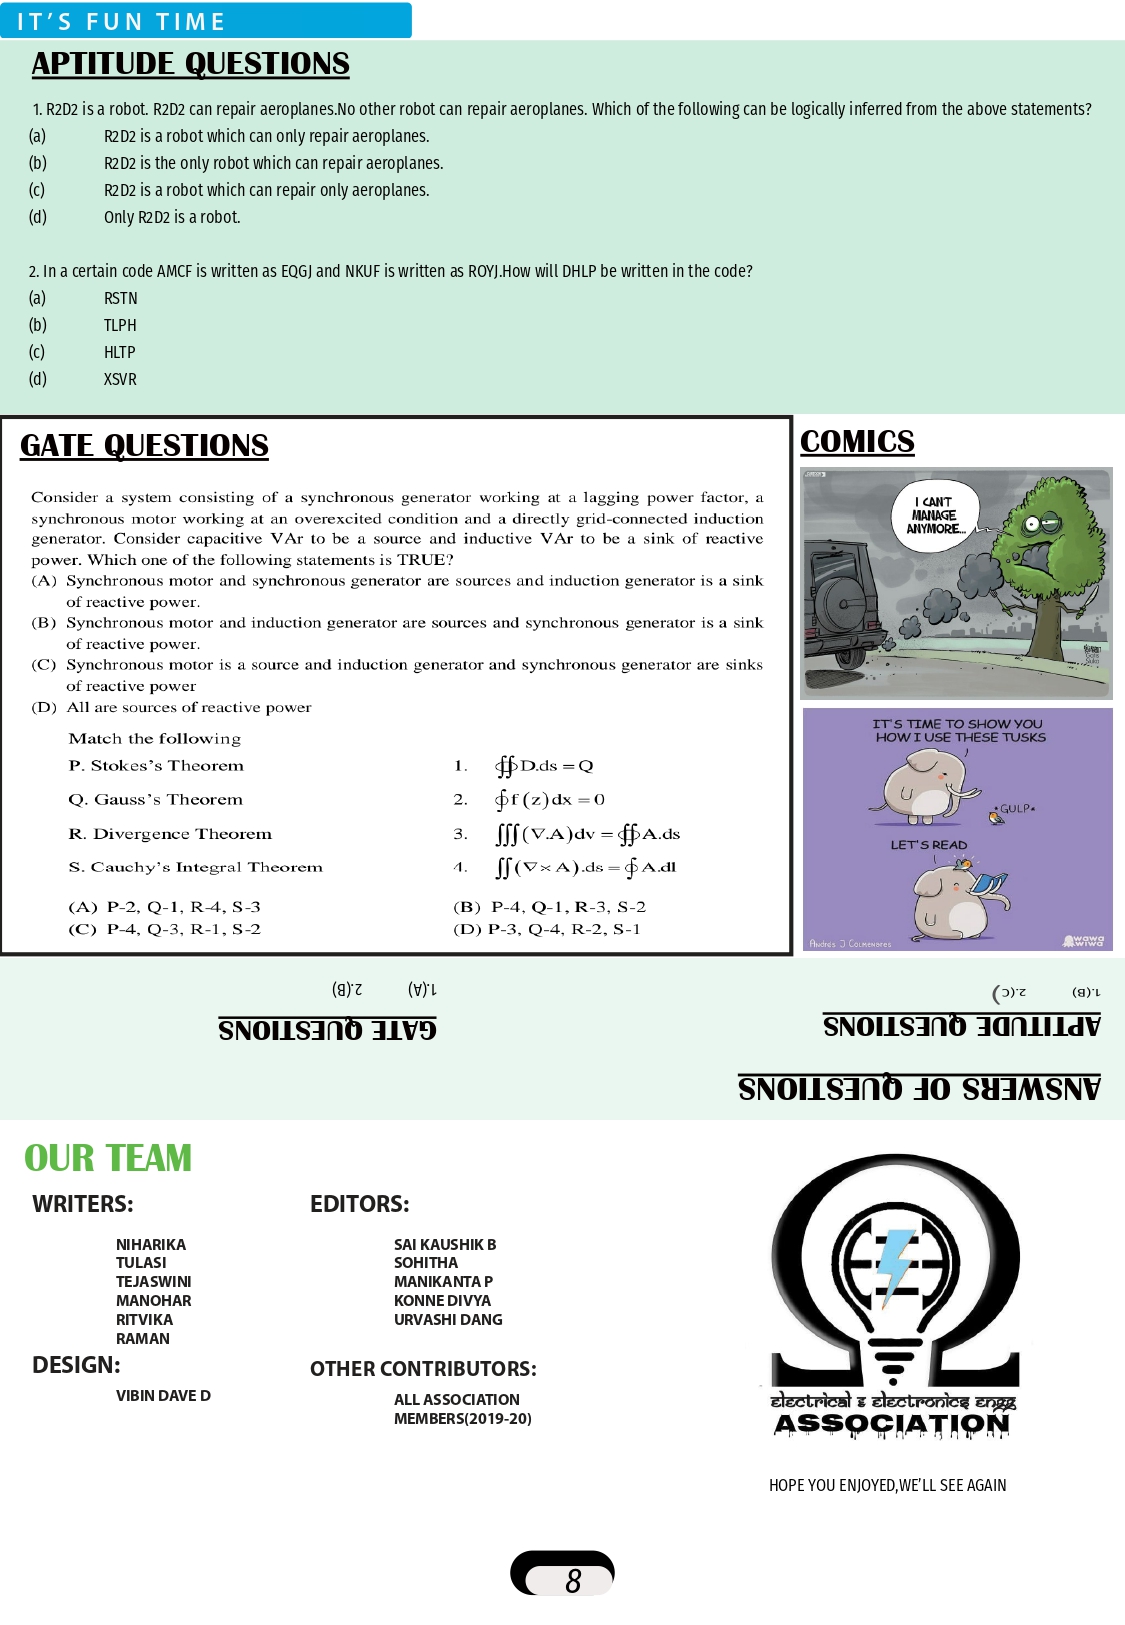 IT’S FUN TIME
APTITUDE QUESTIONS
1. R2D2 is a robot. R2D2 can repair aeroplanes.No other robot can repair aeroplanes. Which of the following can be logically inferred from the above statements?
(a) R2D2 is a robot which can only repair aeroplanes.
(b) R2D2 is the only robot which can repair aeroplanes.
(c) R2D2 is a robot which can repair only aeroplanes.
(d) Only R2D2 is a robot.
2. In a certain code AMCF is written as EQGJ and NKUF is written as ROYJ.How will DHLP be written in the code?
(a) RSTN
(b) TLPH
(c) HLTP
(d) XSVR
GATE QUESTIONS
Consider a system consisting of a synchronous generator working at a lagging power factor, a
synchronous motor working at an overexcited condition and a directly grid-connected induction
generator. Consider capacitive VAr to be a source and inductive VAr to be a sink of reactive
power. Which one of the following statements is TRUE?
(A) Synchronous motor and synchronous generator are sources and induction generator is a sink
of reactive power.
(B) Synchronous motor and induction generator are sources and synchronous generator is a sink
of reactive power.
(C) Synchronous motor is a source and induction generator and synchronous generator are sinks
of reactive power
(D) All are sources of reactive power
Match the following
P. Stokes’s Theorem 1. ∯D.ds = Q
Q. Gauss’s Theorem 2. ∮f(z)dx = 0
R. Divergence Theorem 3. ∭(∇.A)dv = ∯A.ds
S. Cauchy’s Integral Theorem 4. ∬(∇×A).ds = ∮A.dl
(A) P-2, Q-1, R-4, S-3 (B) P-4, Q-1, R-3, S-2
(C) P-4, Q-3, R-1, S-2 (D) P-3, Q-4, R-2, S-1
COMICS
I CAN'T
MANAGE
ANYMORE...
IT'S TIME TO SHOW YOU
HOW I USE THESE TUSKS
*GULP*
LET'S READ
Andres J Colmenares
wawa
wiwa
ANSWERS OF QUESTIONS
APTITUDE QUESTIONS
1.(B) 2.(C)
GATE QUESTIONS
1.(A) 2.(B)
OUR TEAM
WRITERS:
NIHARIKA
TULASI
TEJASWINI
MANOHAR
RITVIKA
RAMAN
DESIGN:
VIBIN DAVE D
EDITORS:
SAI KAUSHIK B
SOHITHA
MANIKANTA P
KONNE DIVYA
URVASHI DANG
OTHER CONTRIBUTORS:
ALL ASSOCIATION
MEMBERS(2019-20)
electrical & electronics engg
ASSOCIATION
HOPE YOU ENJOYED,WE’LL SEE AGAIN
8